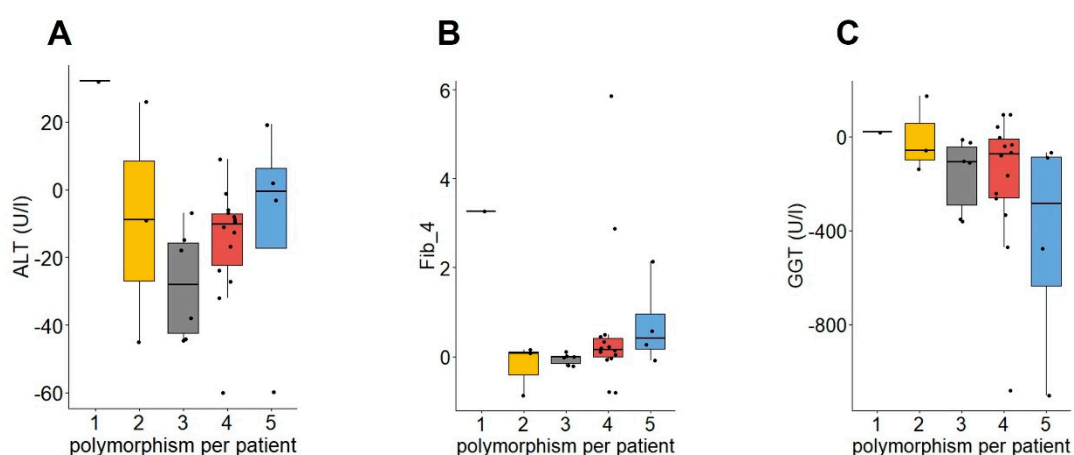 A
ALT (U/l)
20
0
-20
-40
-60
1 2 3 4 5
polymorphism per patient
B
Fib_4
6
4
2
0
1 2 3 4 5
polymorphism per patient
C
GGT (U/l)
0
-400
-800
1 2 3 4 5
polymorphism per patient